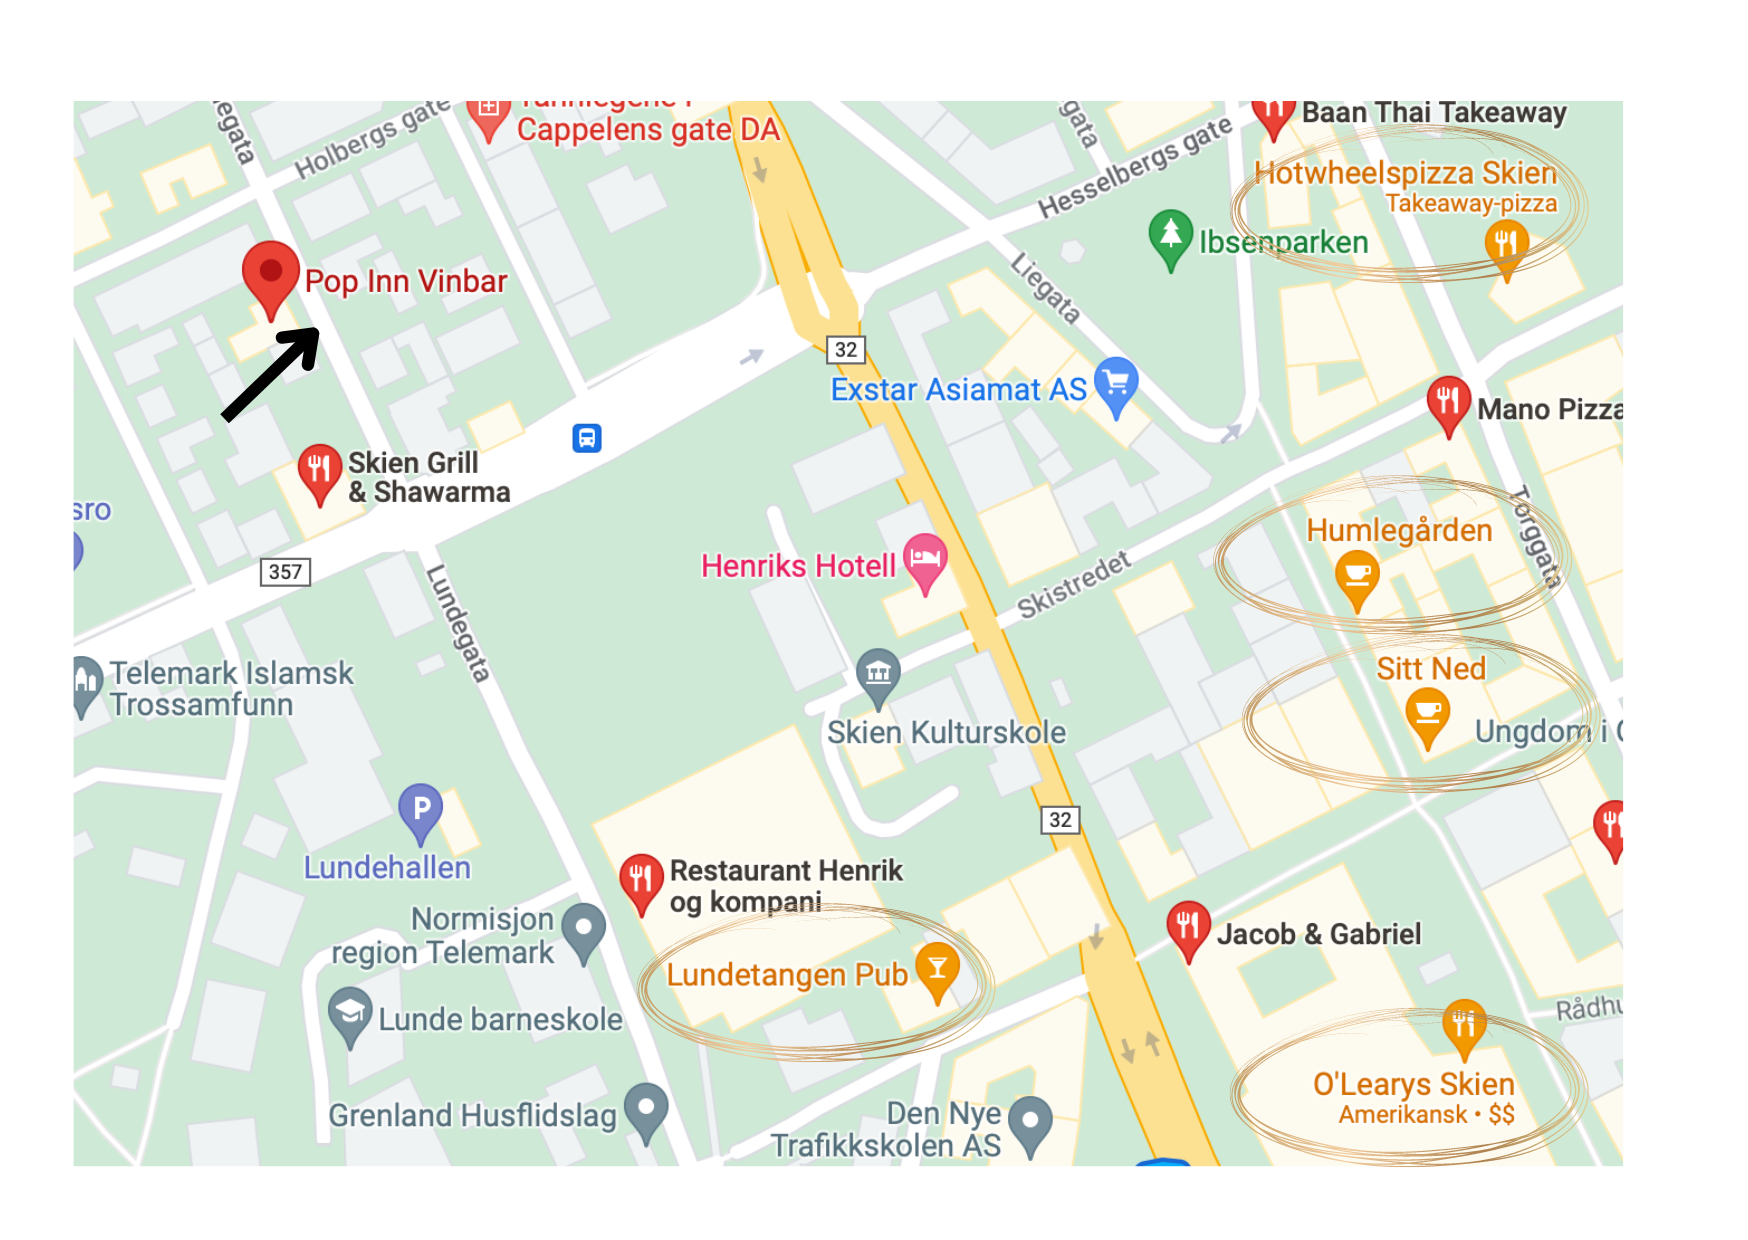 egata
Holbergs gate
Cappelens gate DA
gata
Hesselbergs gate
Baan Thai Takeaway
Hotwheelspizza Skien
Takeaway-pizza
Ibsenparken
Pop Inn Vinbar
Liegata
32
Exstar Asiamat AS
Mano Pizza
Skien Grill
& Shawarma
sro
Torggata
Humlegården
357
Henriks Hotell
Skistredet
Lundegata
Telemark Islamsk
Trossamfunn
Sitt Ned
Skien Kulturskole
Ungdom i
P
Lundehallen
32
Restaurant Henrik
og kompani
Normisjon
region Telemark
Jacob & Gabriel
Lundetangen Pub
Lunde barneskole
Rådhu
O'Learys Skien
Amerikansk • $$
Grenland Husflidslag
Den Nye
Trafikkskolen AS